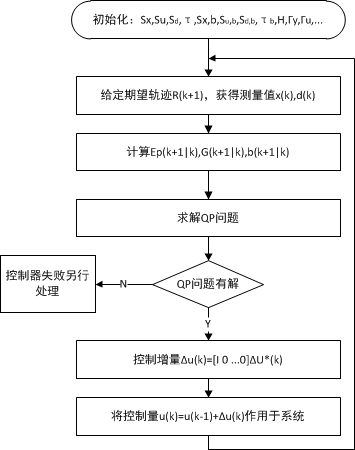 初始化：Sx,Su,Sd,τ,Sx,b,Su,b,Sd,b,τb,H,Γy,Γu,...
给定期望轨迹R(k+1)，获得测量值x(k),d(k)
计算Ep(k+1|k),G(k+1|k),b(k+1|k)
求解QP问题
控制器失败另行
处理
N
QP问题有解
Y
控制增量Δu(k)=[I 0 ...0]ΔU*(k)
将控制量u(k)=u(k-1)+Δu(k)作用于系统